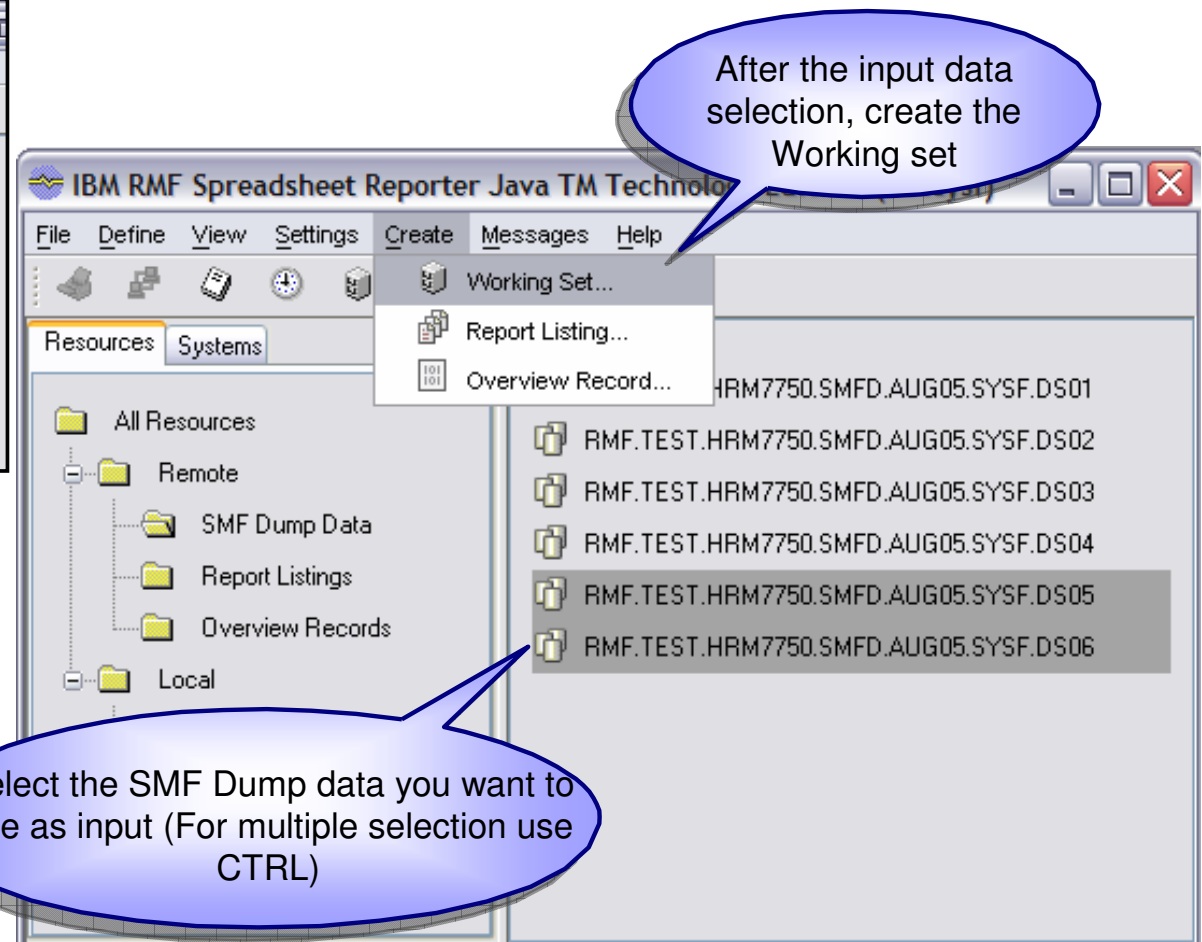 After the input data
selection, create the
Working set
IBM RMF Spreadsheet Reporter Java TM
File Define View Settings Create Messages Help
Working Set...
Report Listing...
Overview Record...
Resources Systems
All Resources
Remote
SMF Dump Data
Report Listings
Overview Records
Local
HRM7750.SMFD.AUG05.SYSF.DS01
RMF.TEST.HRM7750.SMFD.AUG05.SYSF.DS02
RMF.TEST.HRM7750.SMFD.AUG05.SYSF.DS03
RMF.TEST.HRM7750.SMFD.AUG05.SYSF.DS04
RMF.TEST.HRM7750.SMFD.AUG05.SYSF.DS05
RMF.TEST.HRM7750.SMFD.AUG05.SYSF.DS06
the SMF Dump data you want to
as input (For multiple selection use
CTRL)